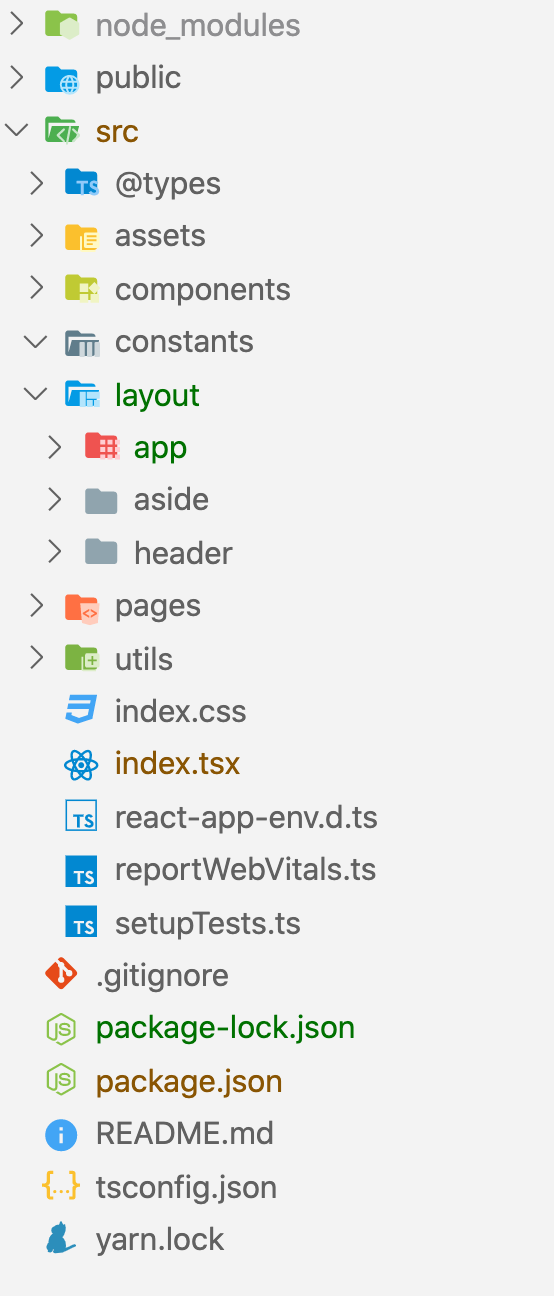 node_modules
public
src
@types
assets
components
constants
layout
app
aside
header
pages
utils
index.css
index.tsx
react-app-env.d.ts
reportWebVitals.ts
setupTests.ts
.gitignore
package-lock.json
package.json
README.md
tsconfig.json
yarn.lock